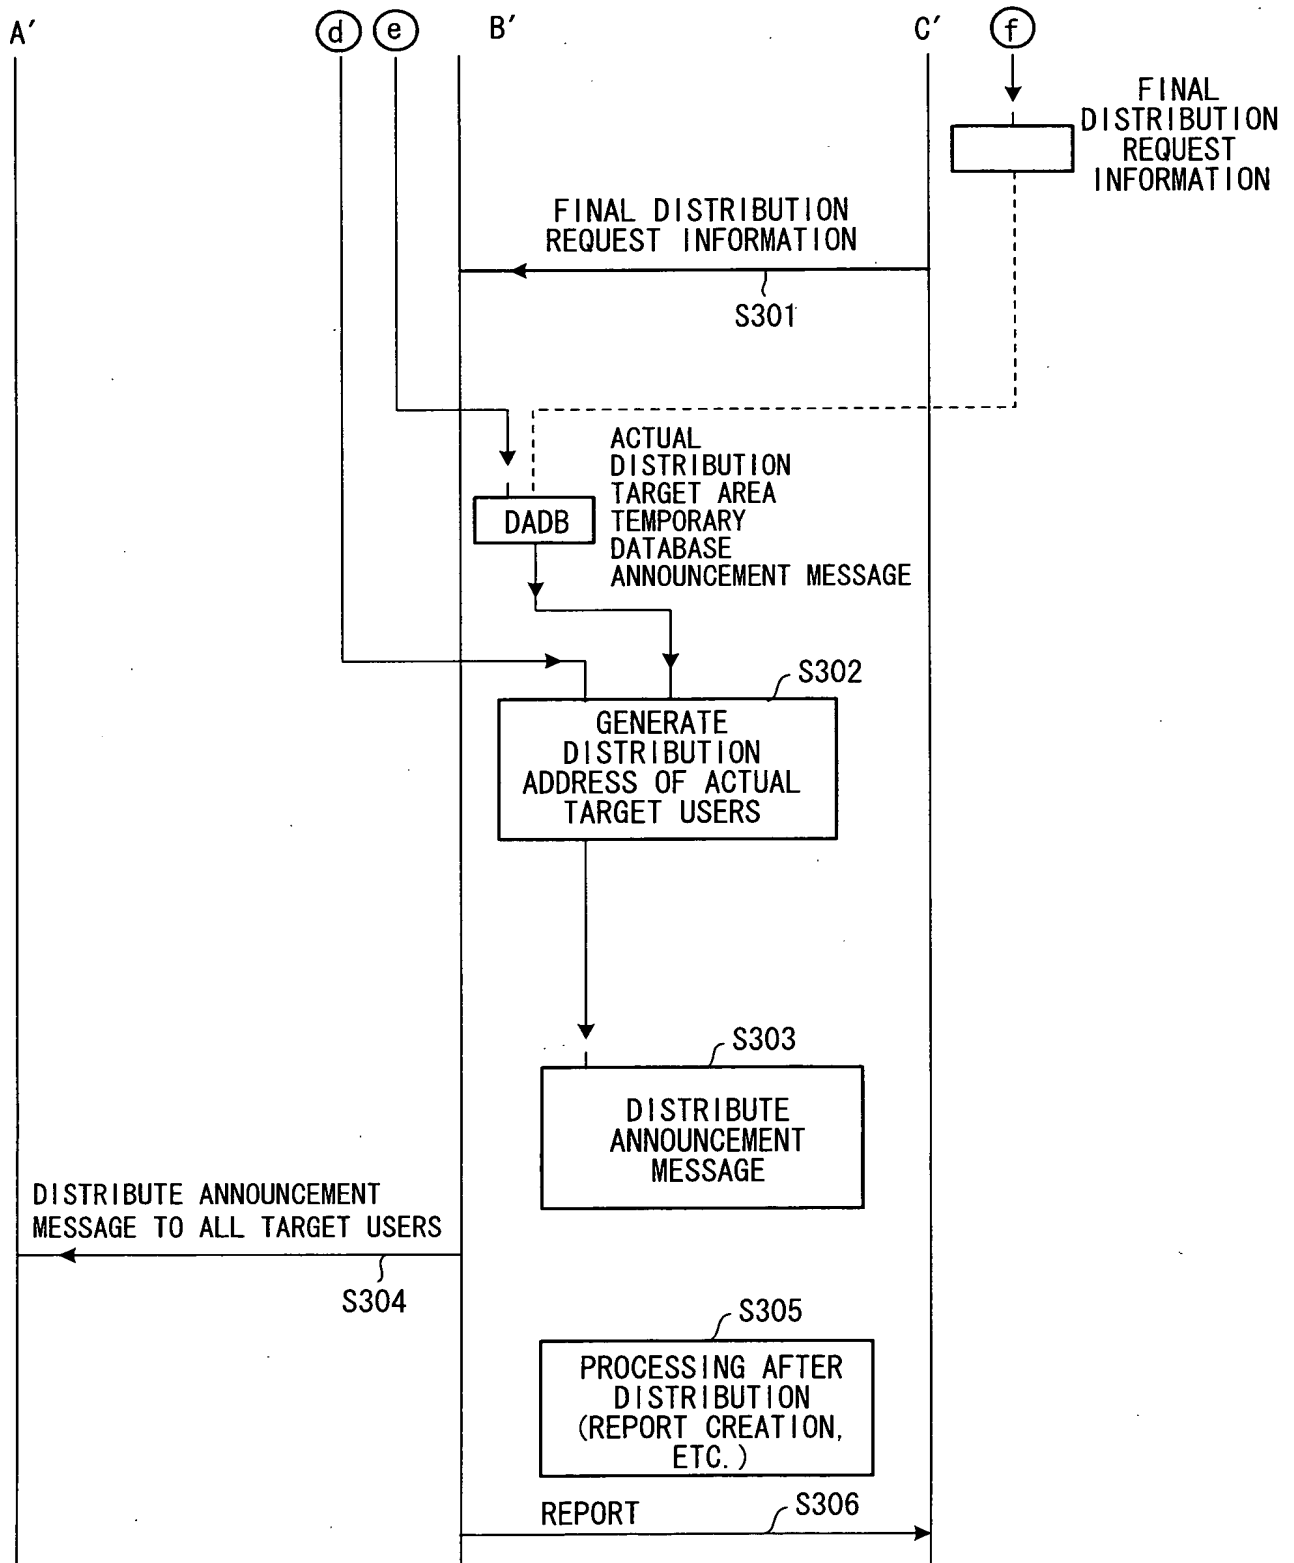 A′
d
e
B′
C′
f
FINAL
DISTRIBUTION
REQUEST
INFORMATION
FINAL DISTRIBUTION
REQUEST INFORMATION
S301
ACTUAL
DISTRIBUTION
TARGET AREA
TEMPORARY
DATABASE
ANNOUNCEMENT MESSAGE
DADB
S302
GENERATE
DISTRIBUTION
ADDRESS OF ACTUAL
TARGET USERS
S303
DISTRIBUTE
ANNOUNCEMENT
MESSAGE
DISTRIBUTE ANNOUNCEMENT
MESSAGE TO ALL TARGET USERS
S304
S305
PROCESSING AFTER
DISTRIBUTION
(REPORT CREATION,
ETC.)
REPORT
S306